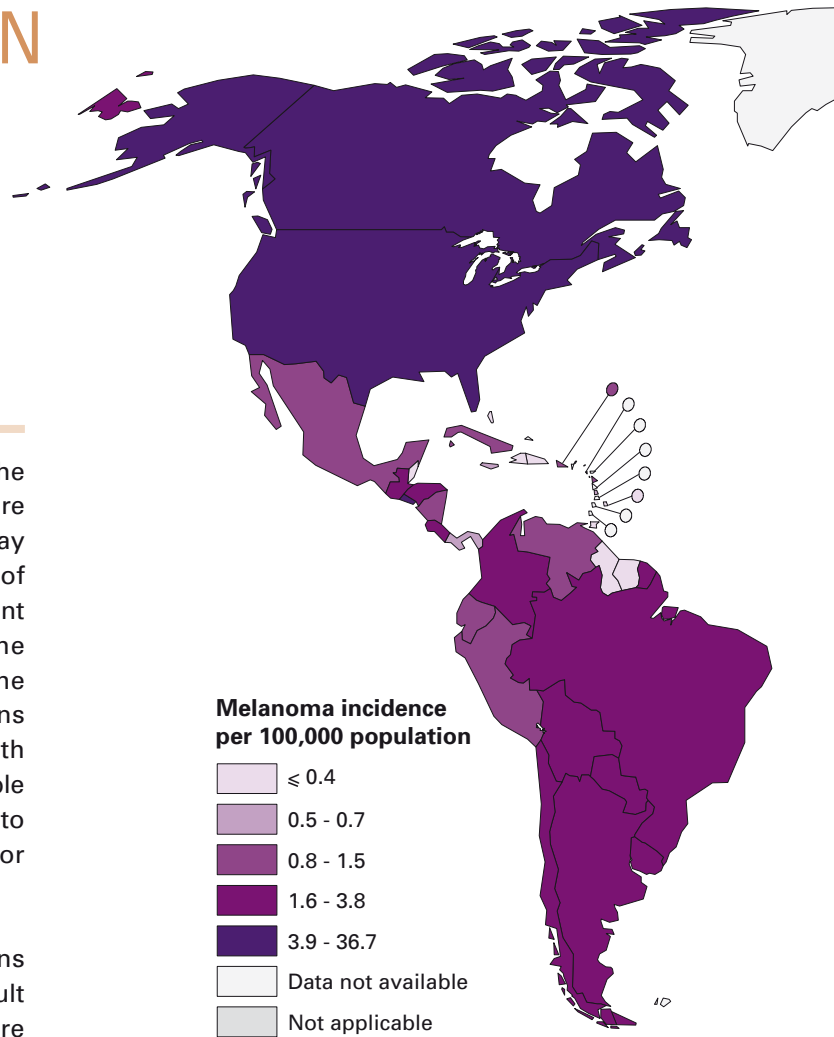 N
he
re
ay
of
nt
he
he
ns
th
ble
to
or
ns
ult
re
Melanoma incidence
per 100,000 population
⩽ 0.4
0.5 - 0.7
0.8 - 1.5
1.6 - 3.8
3.9 - 36.7
Data not available
Not applicable